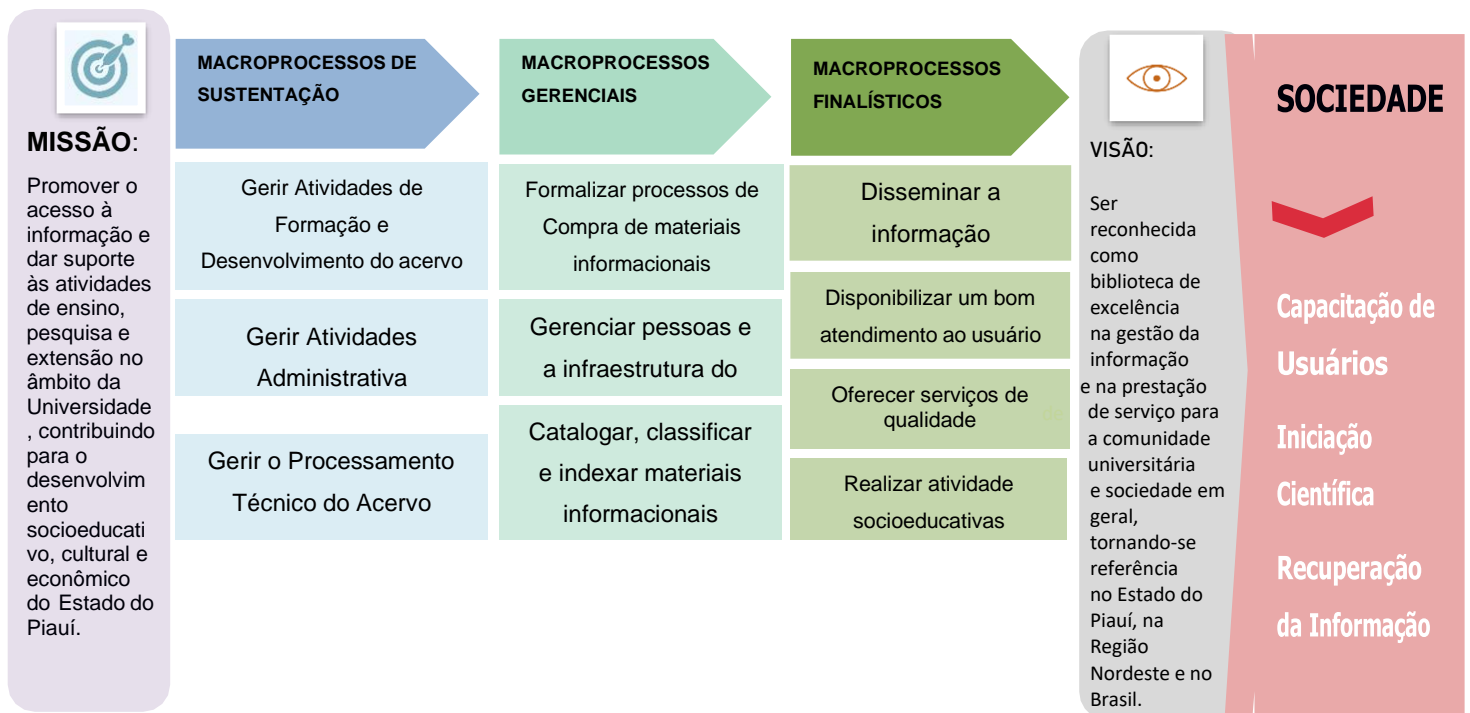 MISSÃO:
Promover o
acesso à
informação e
dar suporte
às atividades
de ensino,
pesquisa e
extensão no
âmbito da
Universidade
, contribuindo
para o
desenvolvim
ento
socioeducati
vo, cultural e
econômico
do Estado do
Piauí.
MACROPROCESSOS DE
SUSTENTAÇÃO
Gerir Atividades de
Formação e
Desenvolvimento do acervo
Gerir Atividades
Administrativa
Gerir o Processamento
Técnico do Acervo
MACROPROCESSOS
GERENCIAIS
Formalizar processos de
Compra de materiais
informacionais
Gerenciar pessoas e
a infraestrutura do
Catalogar, classificar
e indexar materiais
informacionais
MACROPROCESSOS
FINALÍSTICOS
Disseminar a
informação
Disponibilizar um bom
atendimento ao usuário
Oferecer serviços de
qualidade
Realizar atividade
socioeducativas
VISÃO:
Ser
reconhecida
como
biblioteca de
excelência
na gestão da
informação
e na prestação
de serviço para
a comunidade
universitária
e sociedade em
geral,
tornando-se
referência
no Estado do
Piauí, na
Região
Nordeste e no
Brasil.
SOCIEDADE
Capacitação de
Usuários
Iniciação
Científica
Recuperação
da Informação